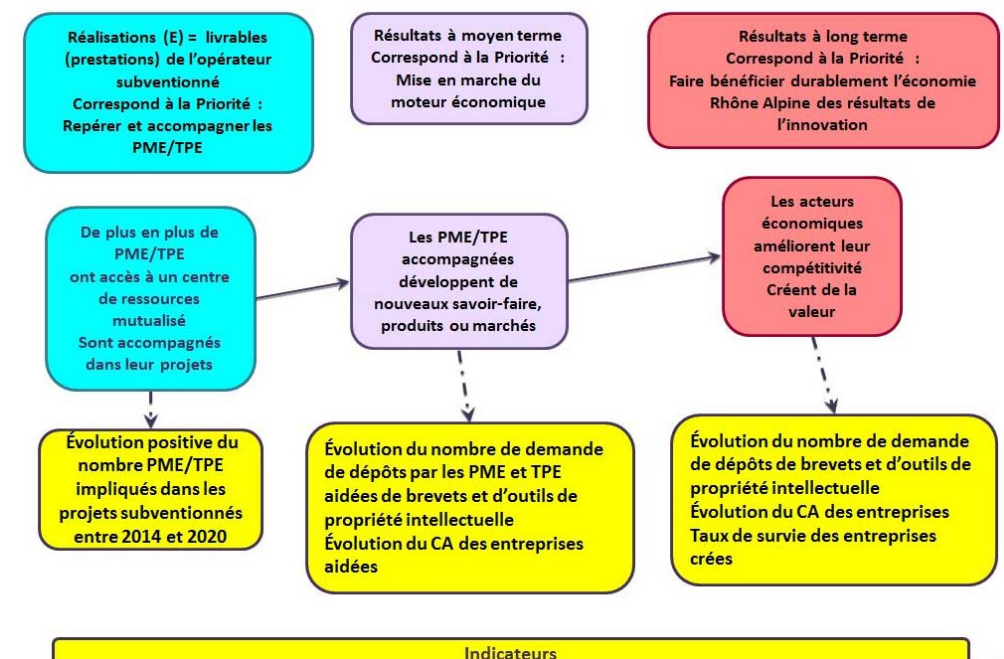 Réalisations (E) = livrables
(prestations) de l'opérateur
subventionné
Correspond à la Priorité :
Repérer et accompagner les
PME/TPE
Résultats à moyen terme
Correspond à la Priorité :
Mise en marche du
moteur économique
Résultats à long terme
Correspond à la Priorité :
Faire bénéficier durablement l'économie
Rhône Alpine des résultats de
l'innovation
De plus en plus de
PME/TPE
ont accès à un centre
de ressources
mutualisé
Sont accompagnés
dans leur projets
Les PME/TPE
accompagnées
développent de
nouveaux savoir-faire,
produits ou marchés
Les acteurs
économiques
améliorent leur
compétitivité
Créent de la
valeur
Évolution positive du
nombre PME/TPE
impliqués dans les
projets subventionnés
entre 2014 et 2020
Évolution du nombre de demande
de dépôts par les PME et TPE
aidées de brevets et d'outils de
propriété intellectuelle
Évolution du CA des entreprises
aidées
Évolution du nombre de demande
de dépôts de brevets et d'outils de
propriété intellectuelle
Évolution du CA des entreprises
Taux de survie des entreprises
crées
Indicateurs